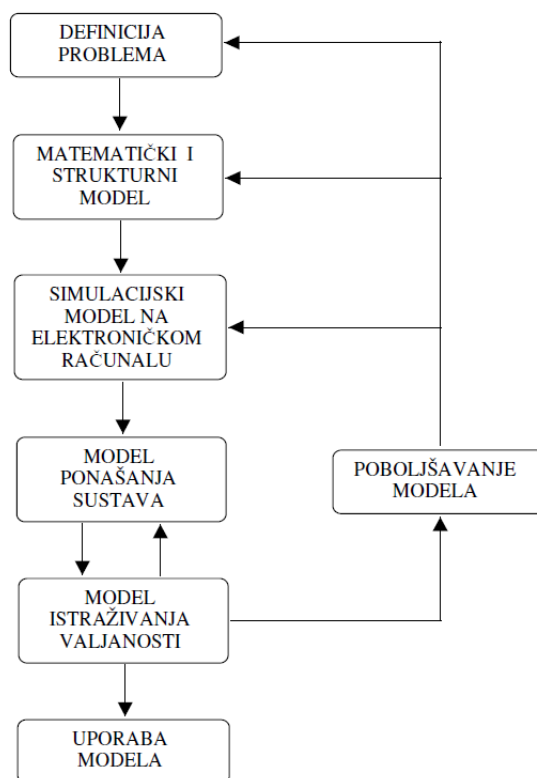 DEFINICIJA
PROBLEMA
MATEMATIČKI I
STRUKTURNI
MODEL
SIMULACIJSKI
MODEL NA
ELEKTRONIČKOM
RAČUNALU
MODEL
PONAŠANJA
SUSTAVA
POBOLJŠAVANJE
MODELA
MODEL
ISTRAŽIVANJA
VALJANOSTI
UPORABA
MODELA